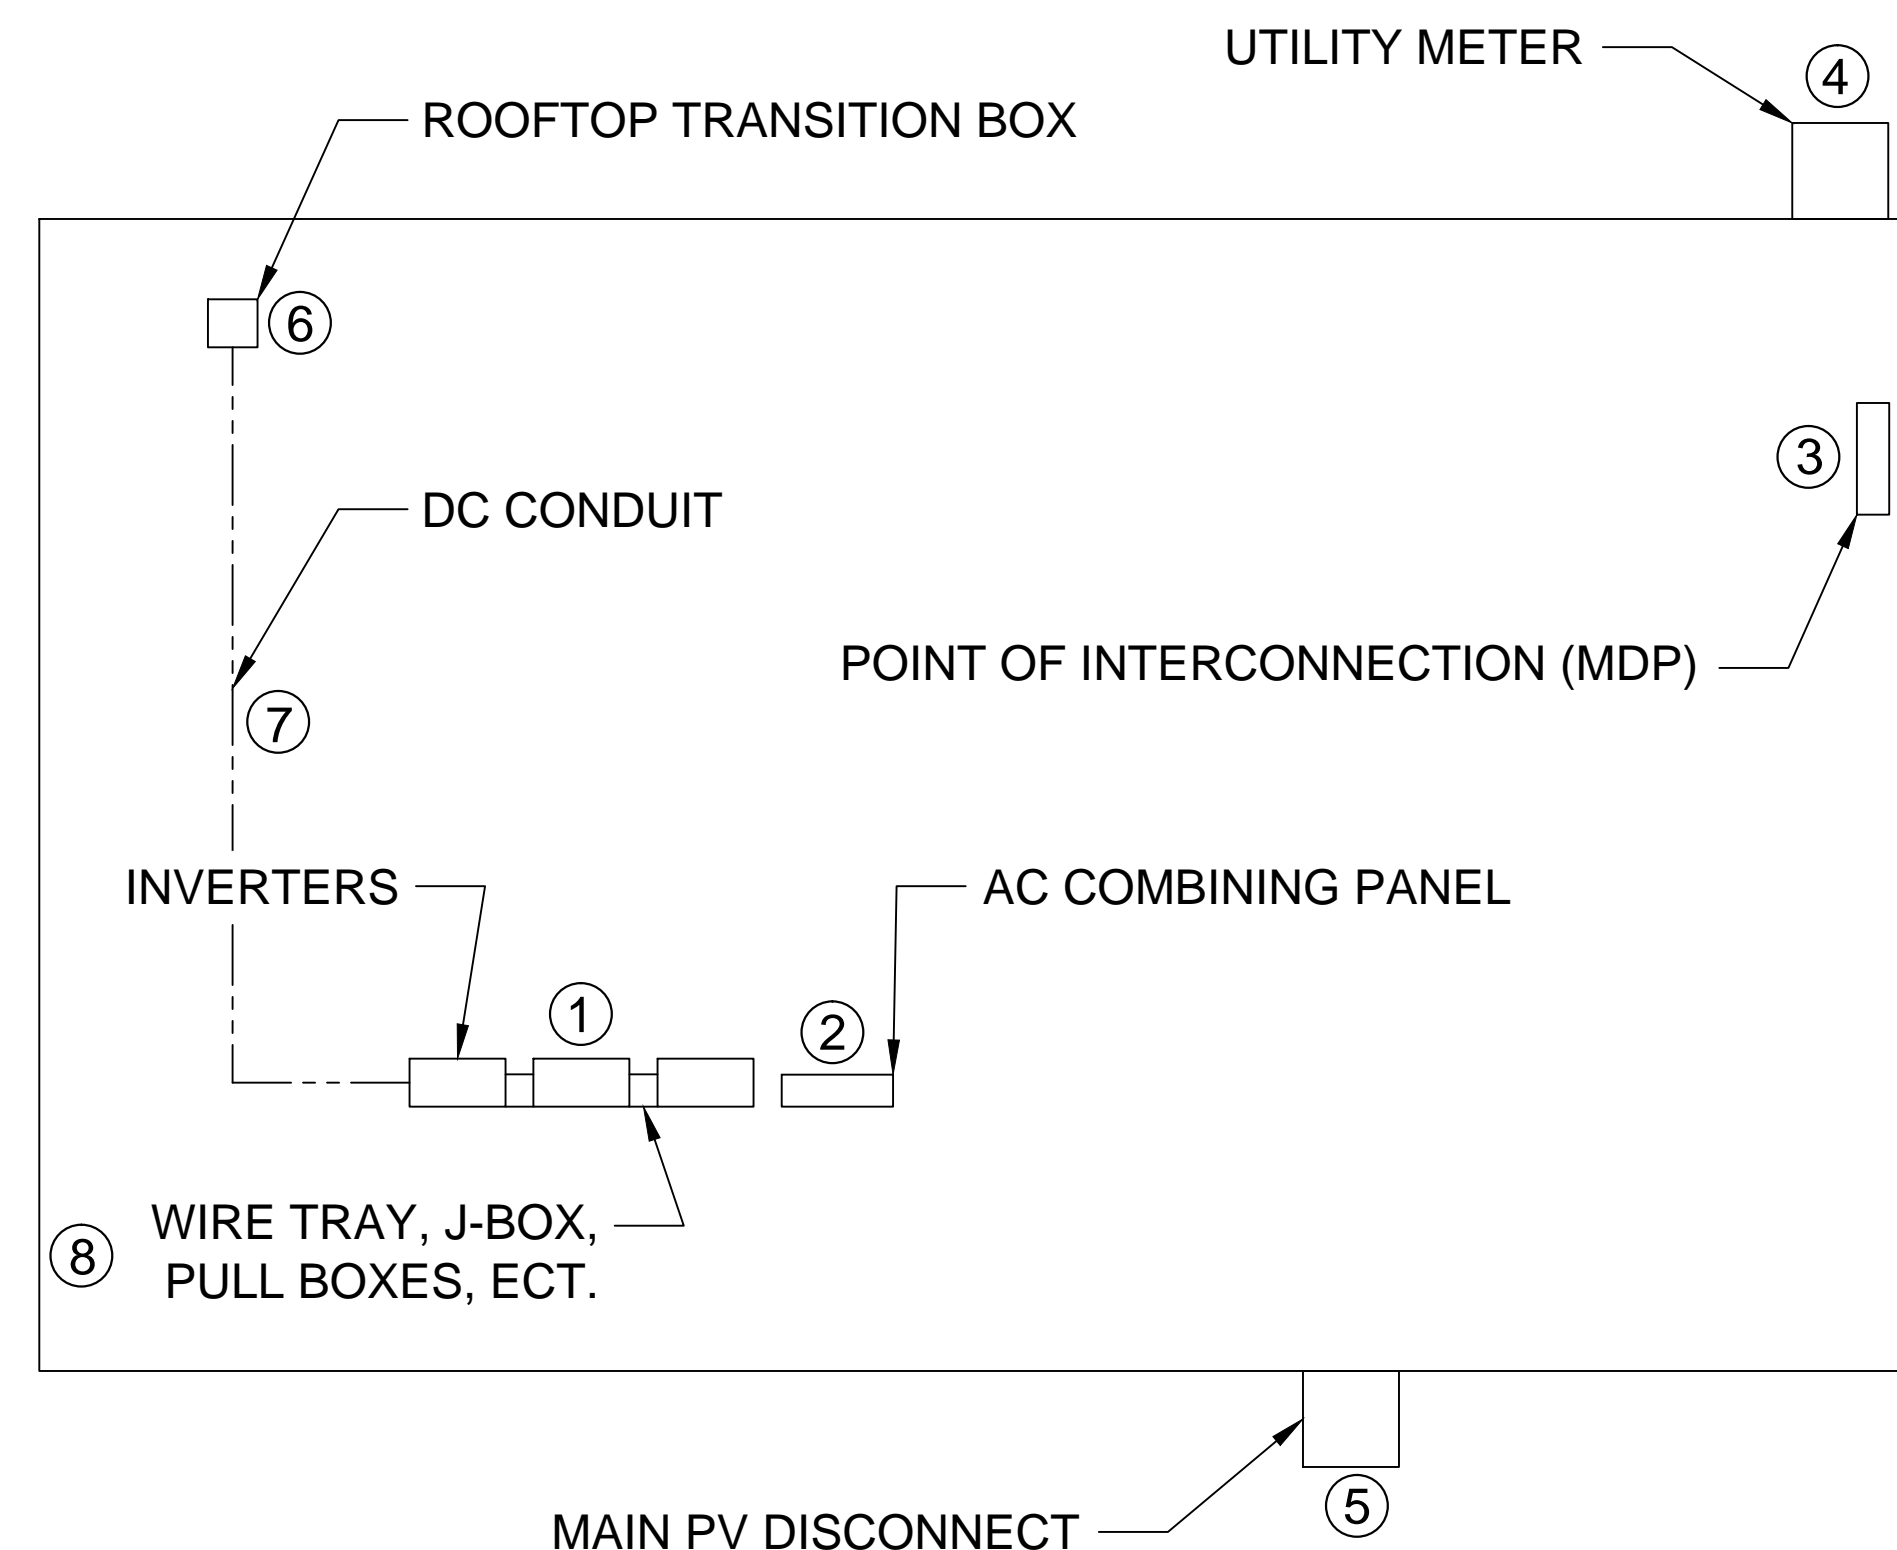 UTILITY METER
4
ROOFTOP TRANSITION BOX
6
3
DC CONDUIT
POINT OF INTERCONNECTION (MDP)
7
INVERTERS
AC COMBINING PANEL
1
2
WIRE TRAY, J-BOX,
PULL BOXES, ECT.
8
5
MAIN PV DISCONNECT